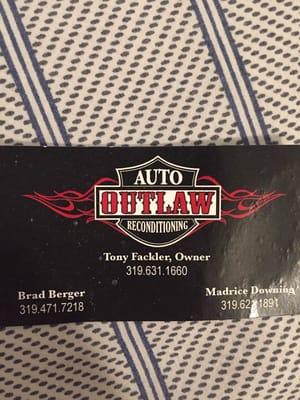 AUTO
OUTLAW
RECONDITIONING
Tony Fackler, Owner
319.631.1660
Brad Berger
319.471.7218
Madrice Downing